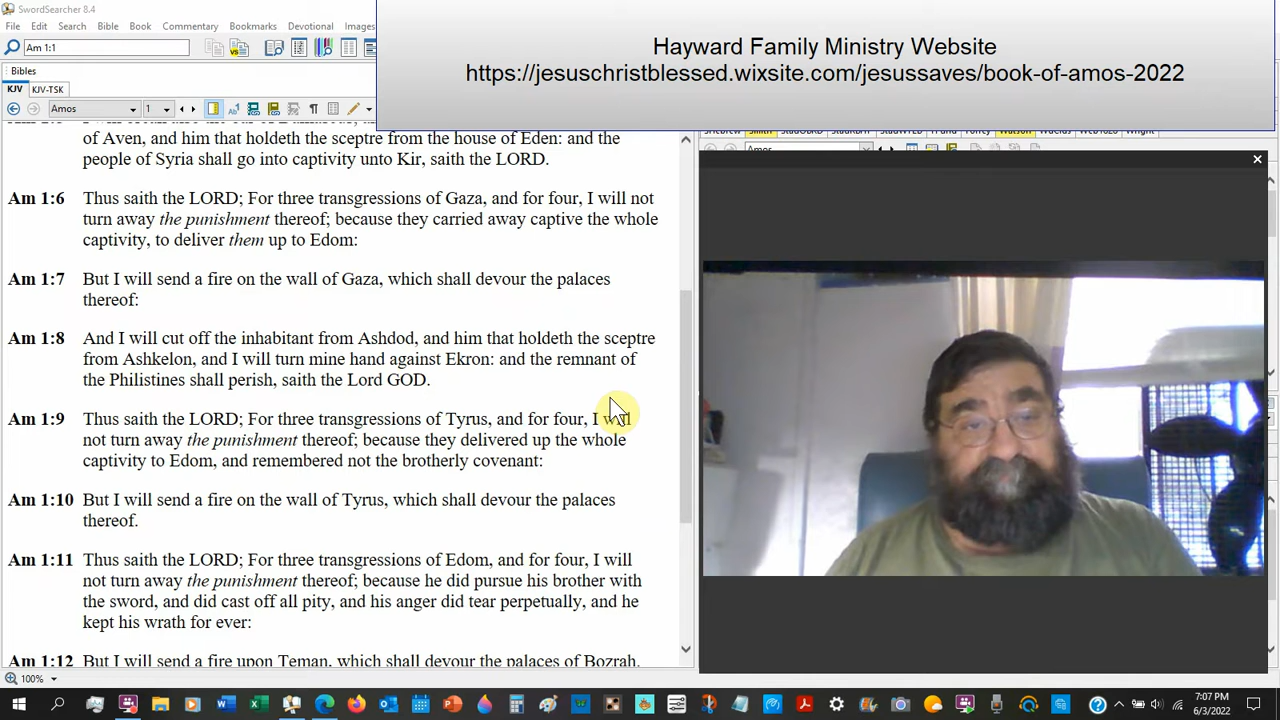 SwordSearcher 8.4
File Edit Search Bible Book Commentary Bookmarks Devotional Images
Hayward Family Ministry Website
https://jesuschristblessed.wixsite.com/jesussaves/book-of-amos-2022
Am 1:1
Bibles
KJV KJV-TSK
Amos 1
of Aven, and him that holdeth the sceptre from the house of Eden: and the
people of Syria shall go into captivity unto Kir, saith the LORD.
Am 1:6 Thus saith the LORD; For three transgressions of Gaza, and for four, I will not
turn away the punishment thereof; because they carried away captive the whole
captivity, to deliver them up to Edom:
Am 1:7 But I will send a fire on the wall of Gaza, which shall devour the palaces
thereof:
Am 1:8 And I will cut off the inhabitant from Ashdod, and him that holdeth the sceptre
from Ashkelon, and I will turn mine hand against Ekron: and the remnant of
the Philistines shall perish, saith the Lord GOD.
Am 1:9 Thus saith the LORD; For three transgressions of Tyrus, and for four, I will
not turn away the punishment thereof; because they delivered up the whole
captivity to Edom, and remembered not the brotherly covenant:
Am 1:10 But I will send a fire on the wall of Tyrus, which shall devour the palaces
thereof.
Am 1:11 Thus saith the LORD; For three transgressions of Edom, and for four, I will
not turn away the punishment thereof; because he did pursue his brother with
the sword, and did cast off all pity, and his anger did tear perpetually, and he
kept his wrath for ever:
Am 1:12 But I will send a fire upon Teman, which shall devour the palaces of Bozrah.
100%
7:07 PM
6/3/2022